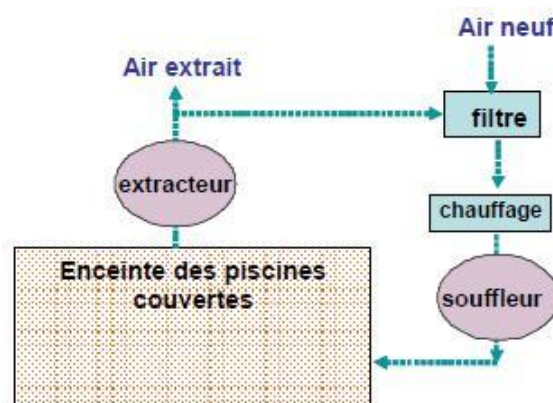 Air neuf
Air extrait
filtre
extracteur
chauffage
Enceinte des piscines
couvertes
souffleur